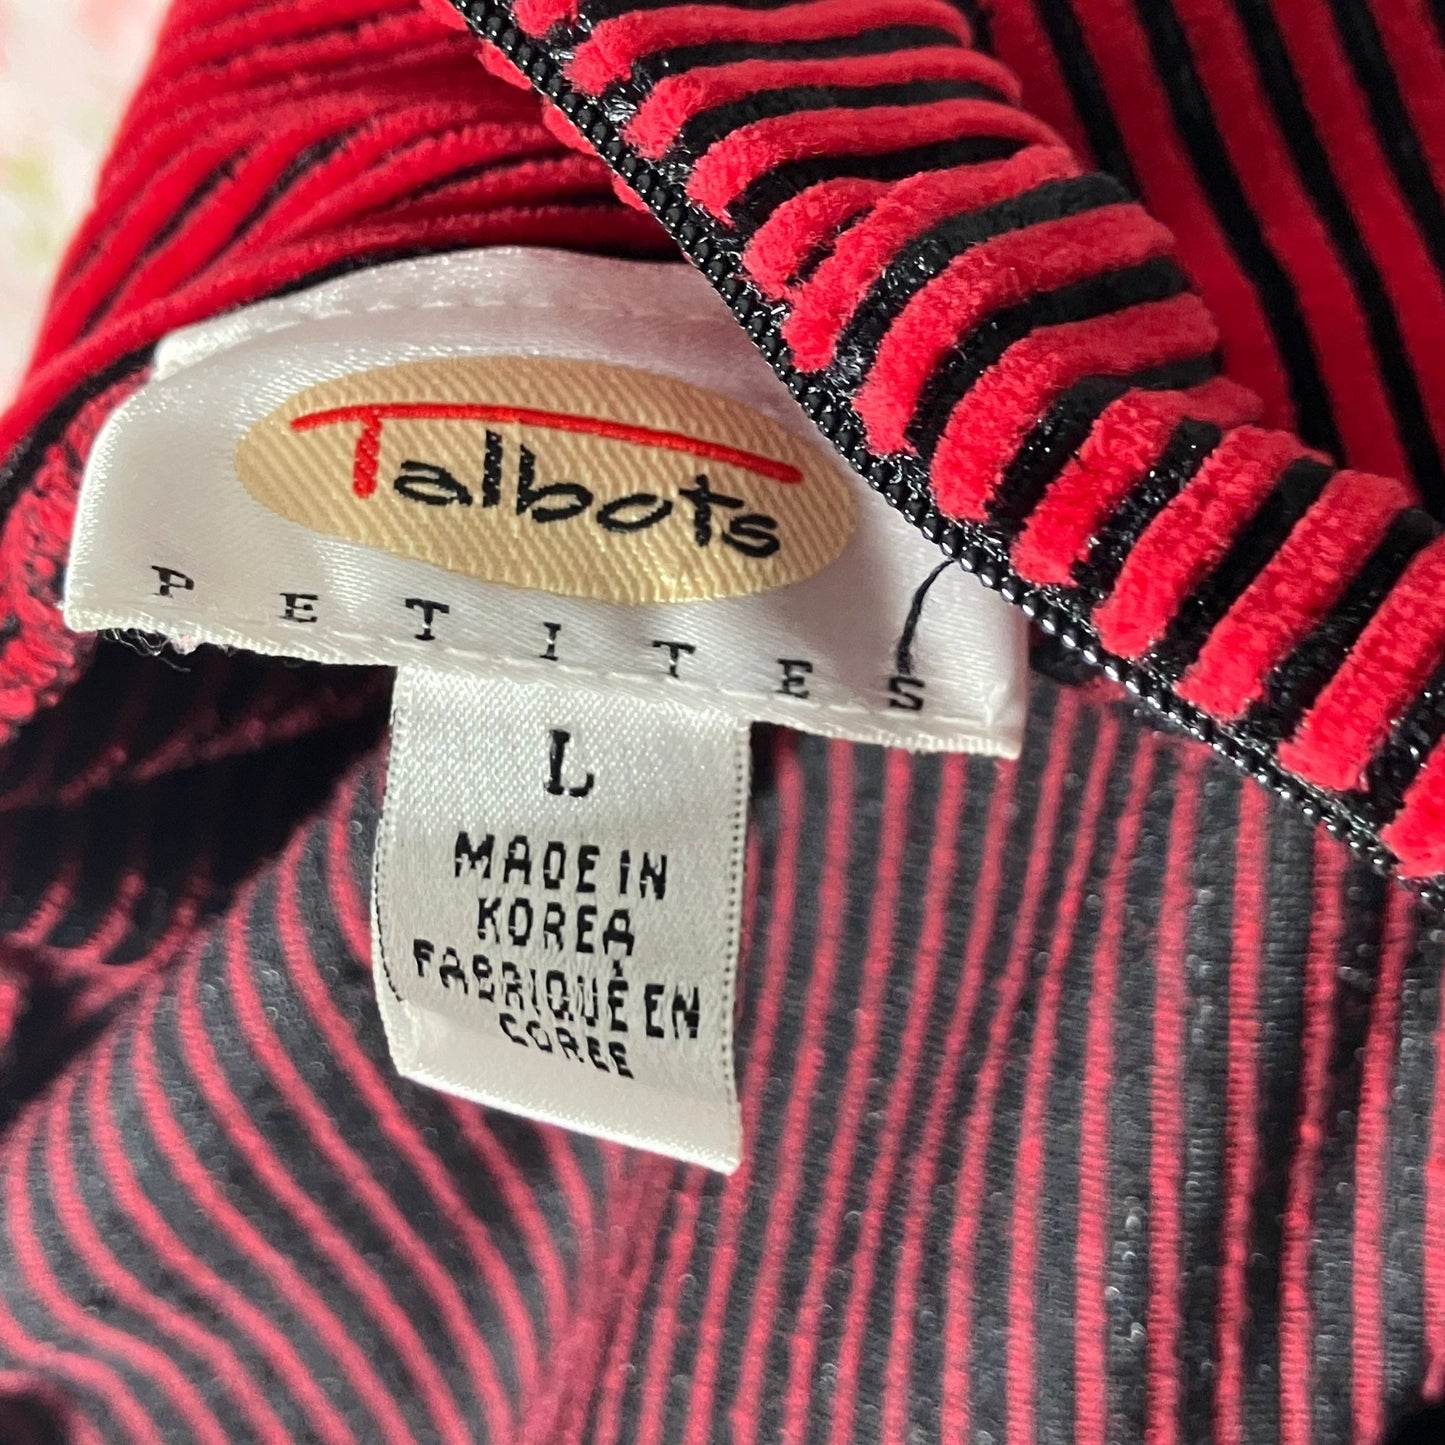 Talbots
PETITES
L
MADE IN
KOREA
FABRIQUÉ EN
COREE